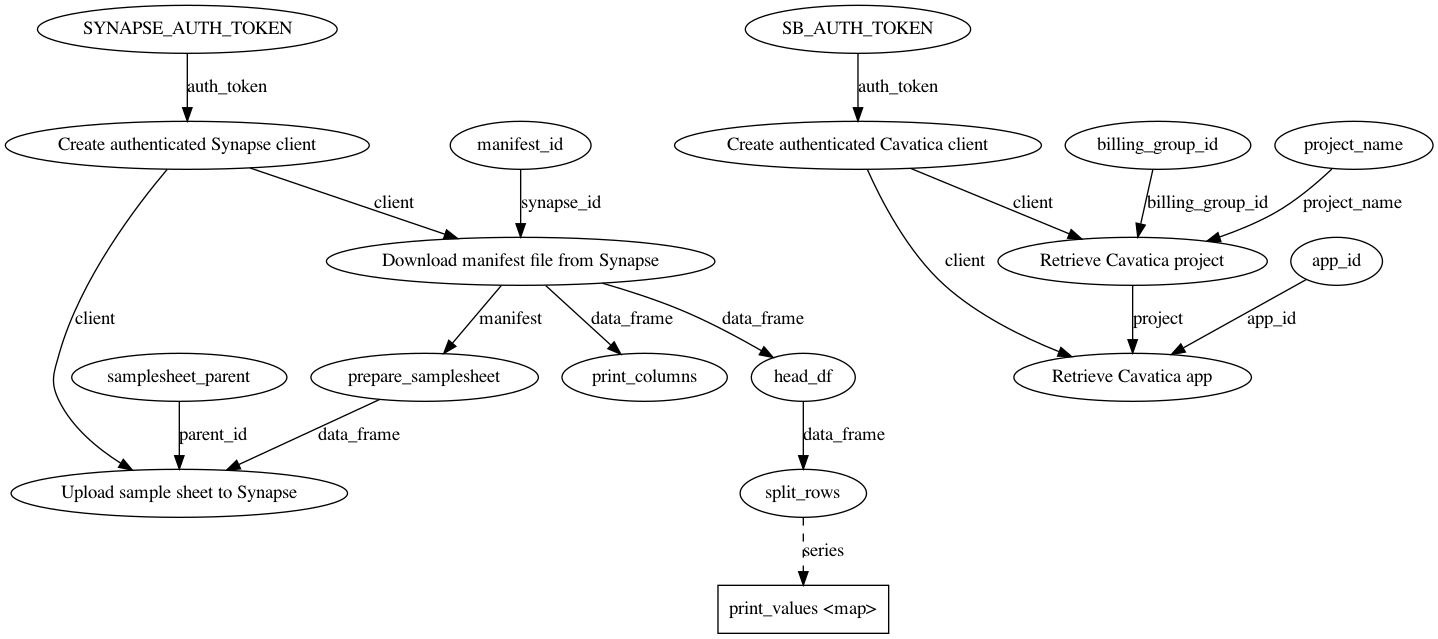 SYNAPSE_AUTH_TOKEN
SB_AUTH_TOKEN
auth_token
auth_token
Create authenticated Synapse client
manifest_id
Create authenticated Cavatica client
billing_group_id
project_name
client
synapse_id
client
billing_group_id
project_name
Download manifest file from Synapse
client
Retrieve Cavatica project
app_id
client
manifest
data_frame
data_frame
project
app_id
samplesheet_parent
prepare_samplesheet
print_columns
head_df
Retrieve Cavatica app
parent_id
data_frame
data_frame
Upload sample sheet to Synapse
split_rows
series
print_values <map>